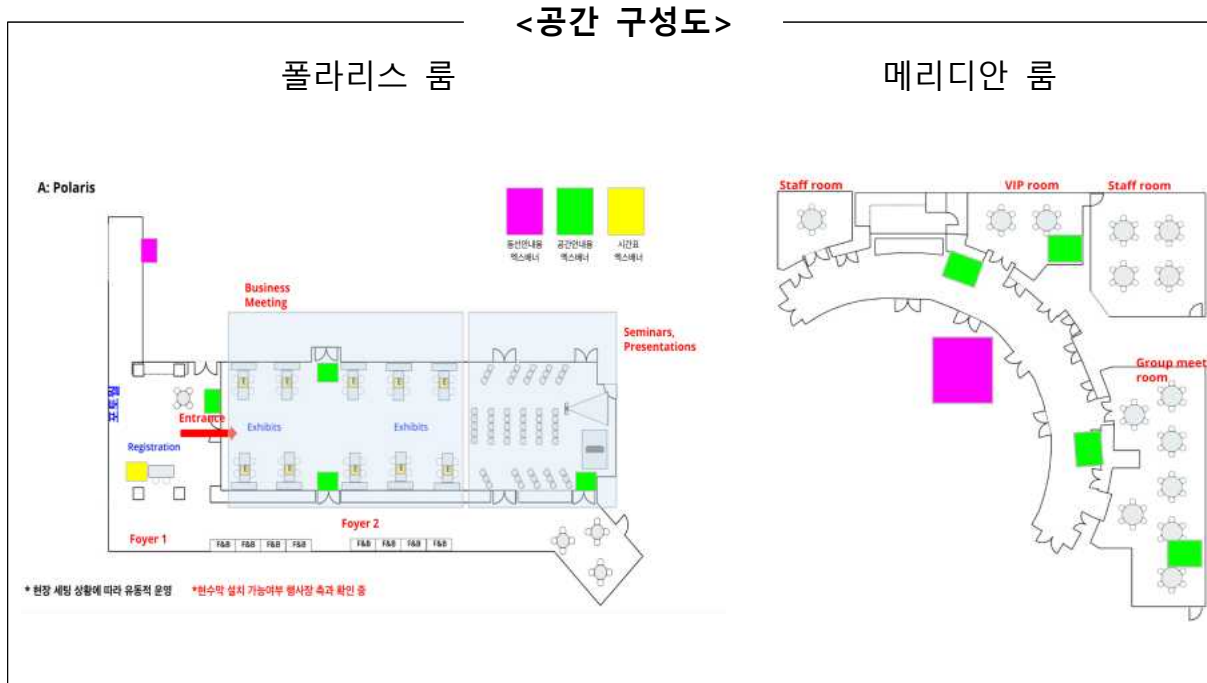 <공간 구성도>
폴라리스 룸
메리디안 룸
A: Polaris
동선안내용
엑스배너
공간안내용
엑스배너
시간표
엑스배너
Business
Meeting
Seminars,
Presentations
포토월
Entrance
Exhibits
Exhibits
Registration
E
E
E
E
E
E
E
E
E
E
Foyer 1
Foyer 2
F&B
F&B
F&B
F&B
F&B
F&B
F&B
F&B
* 현장 세팅 상황에 따라 유동적 운영
*현수막 설치 가능여부 행사장 측과 확인 중
Staff room
VIP room
Staff room
Group meet
room